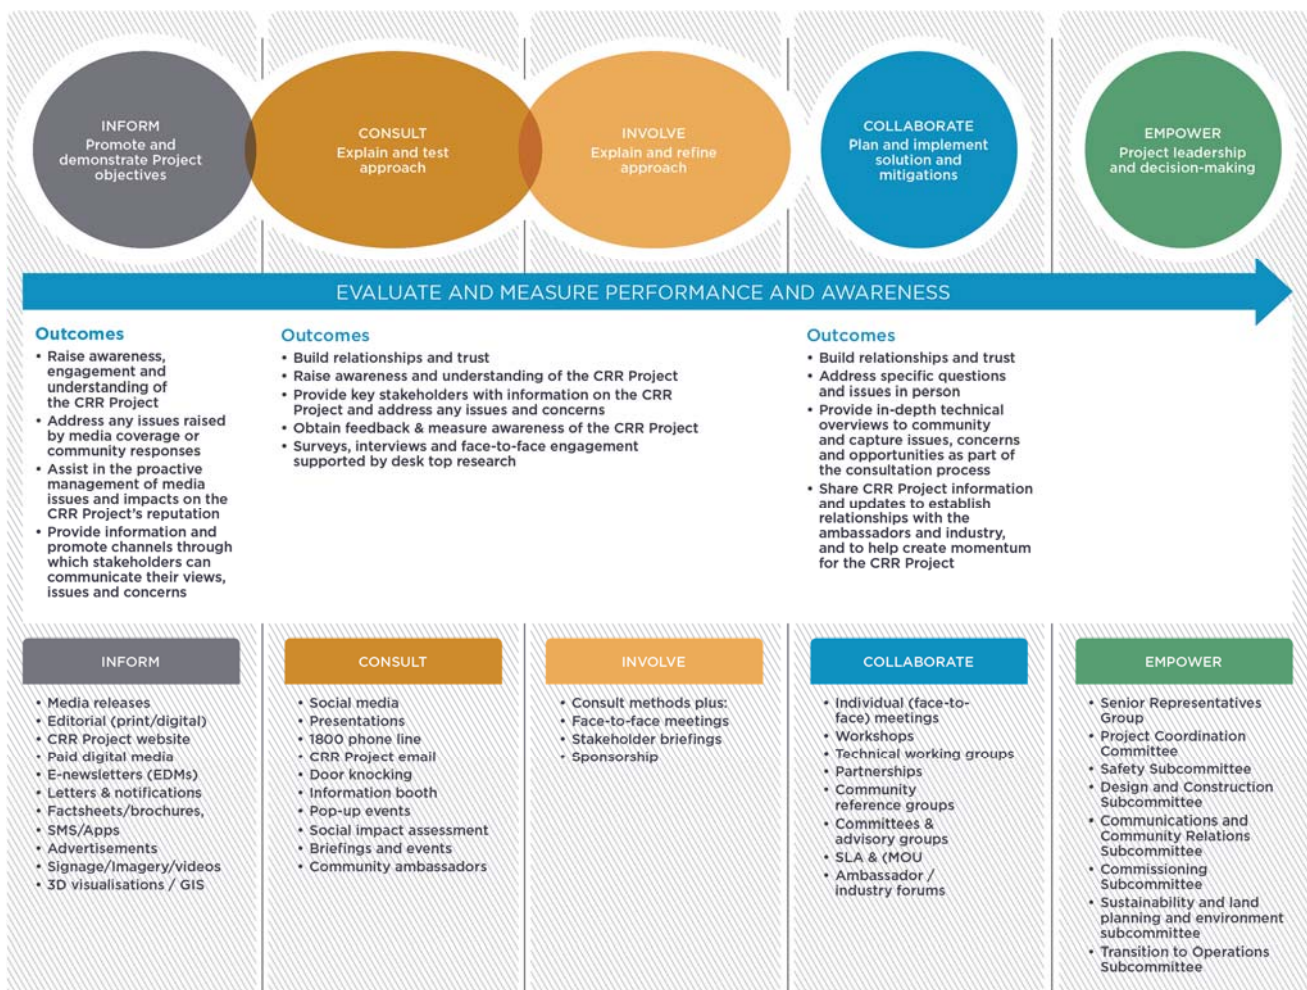 INFORM
Promote and
demonstrate Project
objectives
CONSULT
Explain and test
approach
INVOLVE
Explain and refine
approach
COLLABORATE
Plan and implement
solution and
mitigations
EMPOWER
Project leadership
and decision-making
EVALUATE AND MEASURE PERFORMANCE AND AWARENESS
Outcomes
• Raise awareness,
engagement and
understanding of
the CRR Project
• Address any issues raised
by media coverage or
community responses
• Assist in the proactive
management of media
issues and impacts on the
CRR Project's reputation
• Provide information and
promote channels through
which stakeholders can
communicate their views,
issues and concerns
Outcomes
• Build relationships and trust
• Raise awareness and understanding of the CRR Project
• Provide key stakeholders with information on the CRR
Project and address any issues and concerns
• Obtain feedback & measure awareness of the CRR Project
• Surveys, interviews and face-to-face engagement
supported by desk top research
Outcomes
• Build relationships and trust
• Address specific questions
and issues in person
• Provide in-depth technical
overviews to community
and capture issues, concerns
and opportunities as part of
the consultation process
• Share CRR Project information
and updates to establish
relationships with the
ambassadors and industry,
and to help create momentum
for the CRR Project
INFORM
• Media releases
• Editorial (print/digital)
• CRR Project website
• Paid digital media
• E-newsletters (EDMs)
• Letters & notifications
• Factsheets/brochures,
• SMS/Apps
• Advertisements
• Signage/Imagery/videos
• 3D visualisations / GIS
CONSULT
• Social media
• Presentations
• 1800 phone line
• CRR Project email
• Door knocking
• Information booth
• Pop-up events
• Social impact assessment
• Briefings and events
• Community ambassadors
INVOLVE
• Consult methods plus:
• Face-to-face meetings
• Stakeholder briefings
• Sponsorship
COLLABORATE
• Individual (face-to-
face) meetings
• Workshops
• Technical working groups
• Partnerships
• Community
reference groups
• Committees &
advisory groups
• SLA & (MOU
• Ambassador /
industry forums
EMPOWER
• Senior Representatives
Group
• Project Coordination
Committee
• Safety Subcommittee
• Design and Construction
Subcommittee
• Communications and
Community Relations
Subcommittee
• Commissioning
Subcommittee
• Sustainability and land
planning and environment
subcommittee
• Transition to Operations
Subcommittee